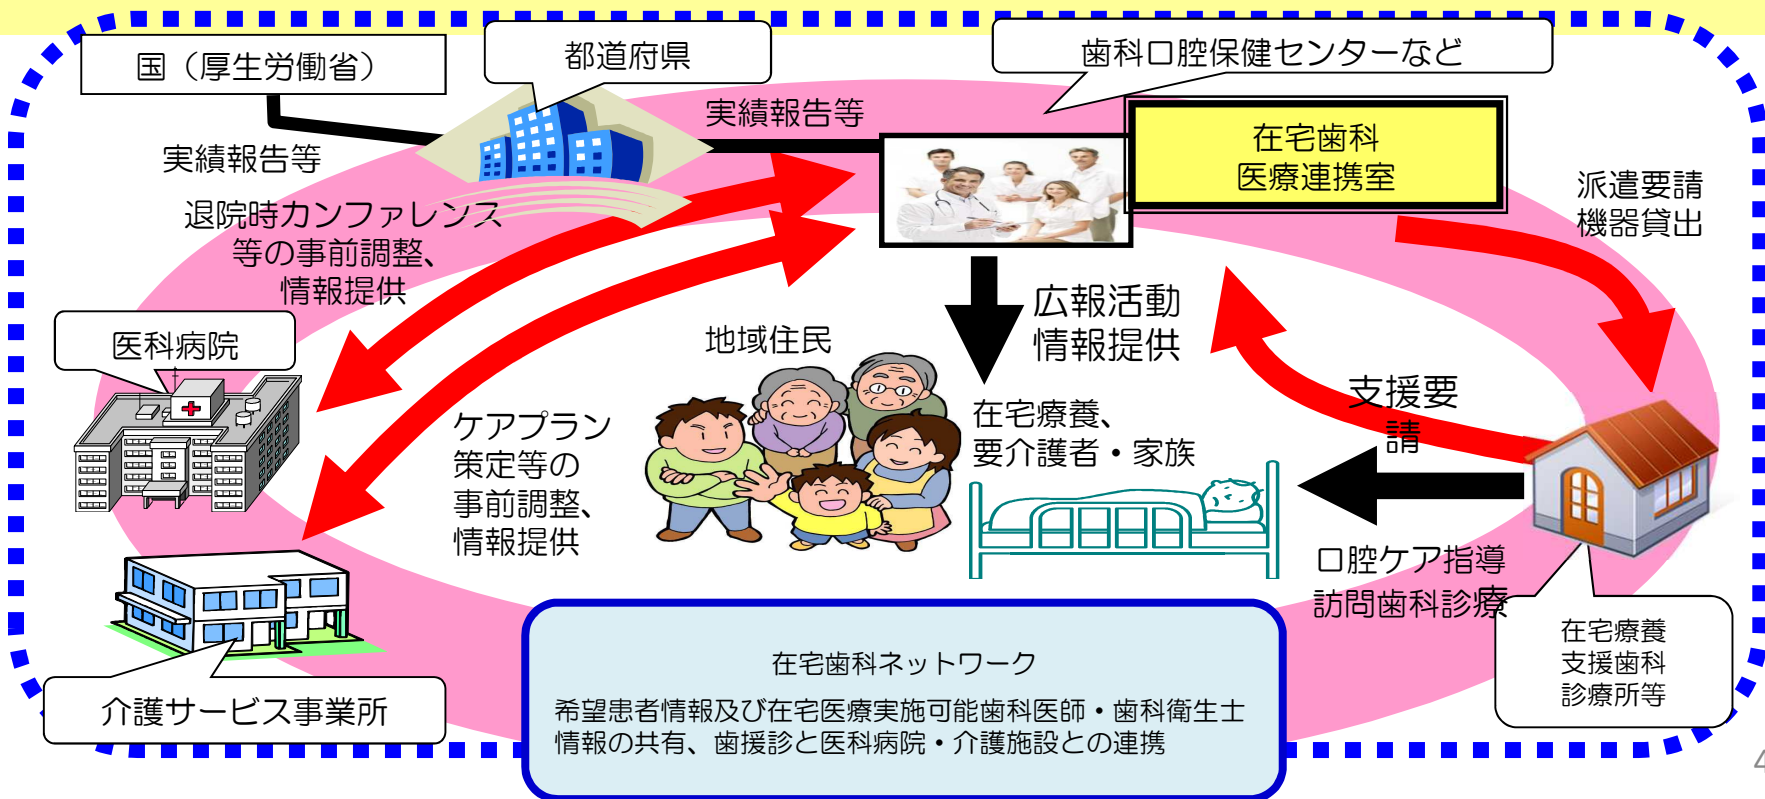 国（厚生労働省）
都道府県
歯科口腔保健センターなど
実績報告等
実績報告等
在宅歯科
医療連携室
派遣要請
機器貸出
退院時カンファレンス
等の事前調整、
情報提供
広報活動
情報提供
医科病院
地域住民
支援要
請
ケアプラン
策定等の
事前調整、
情報提供
在宅療養、
要介護者・家族
口腔ケア指導
訪問歯科診療
在宅療養
支援歯科
診療所等
介護サービス事業所
在宅歯科ネットワーク
希望患者情報及び在宅医療実施可能歯科医師・歯科衛生士
情報の共有、歯援診と医科病院・介護施設との連携
4